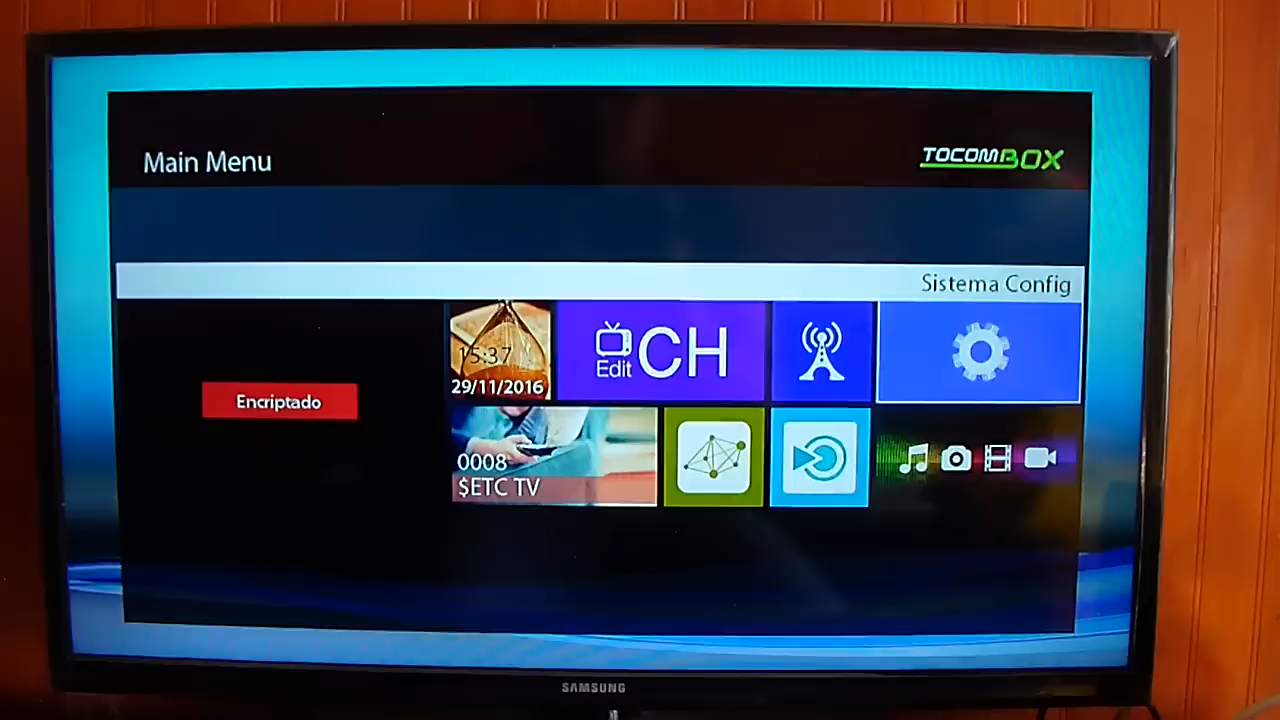 Main Menu
TOCOMBOX
Sistema Config
15:37
29/11/2016
Edit CH
Encriptado
0008
$ETC TV
SAMSUNG